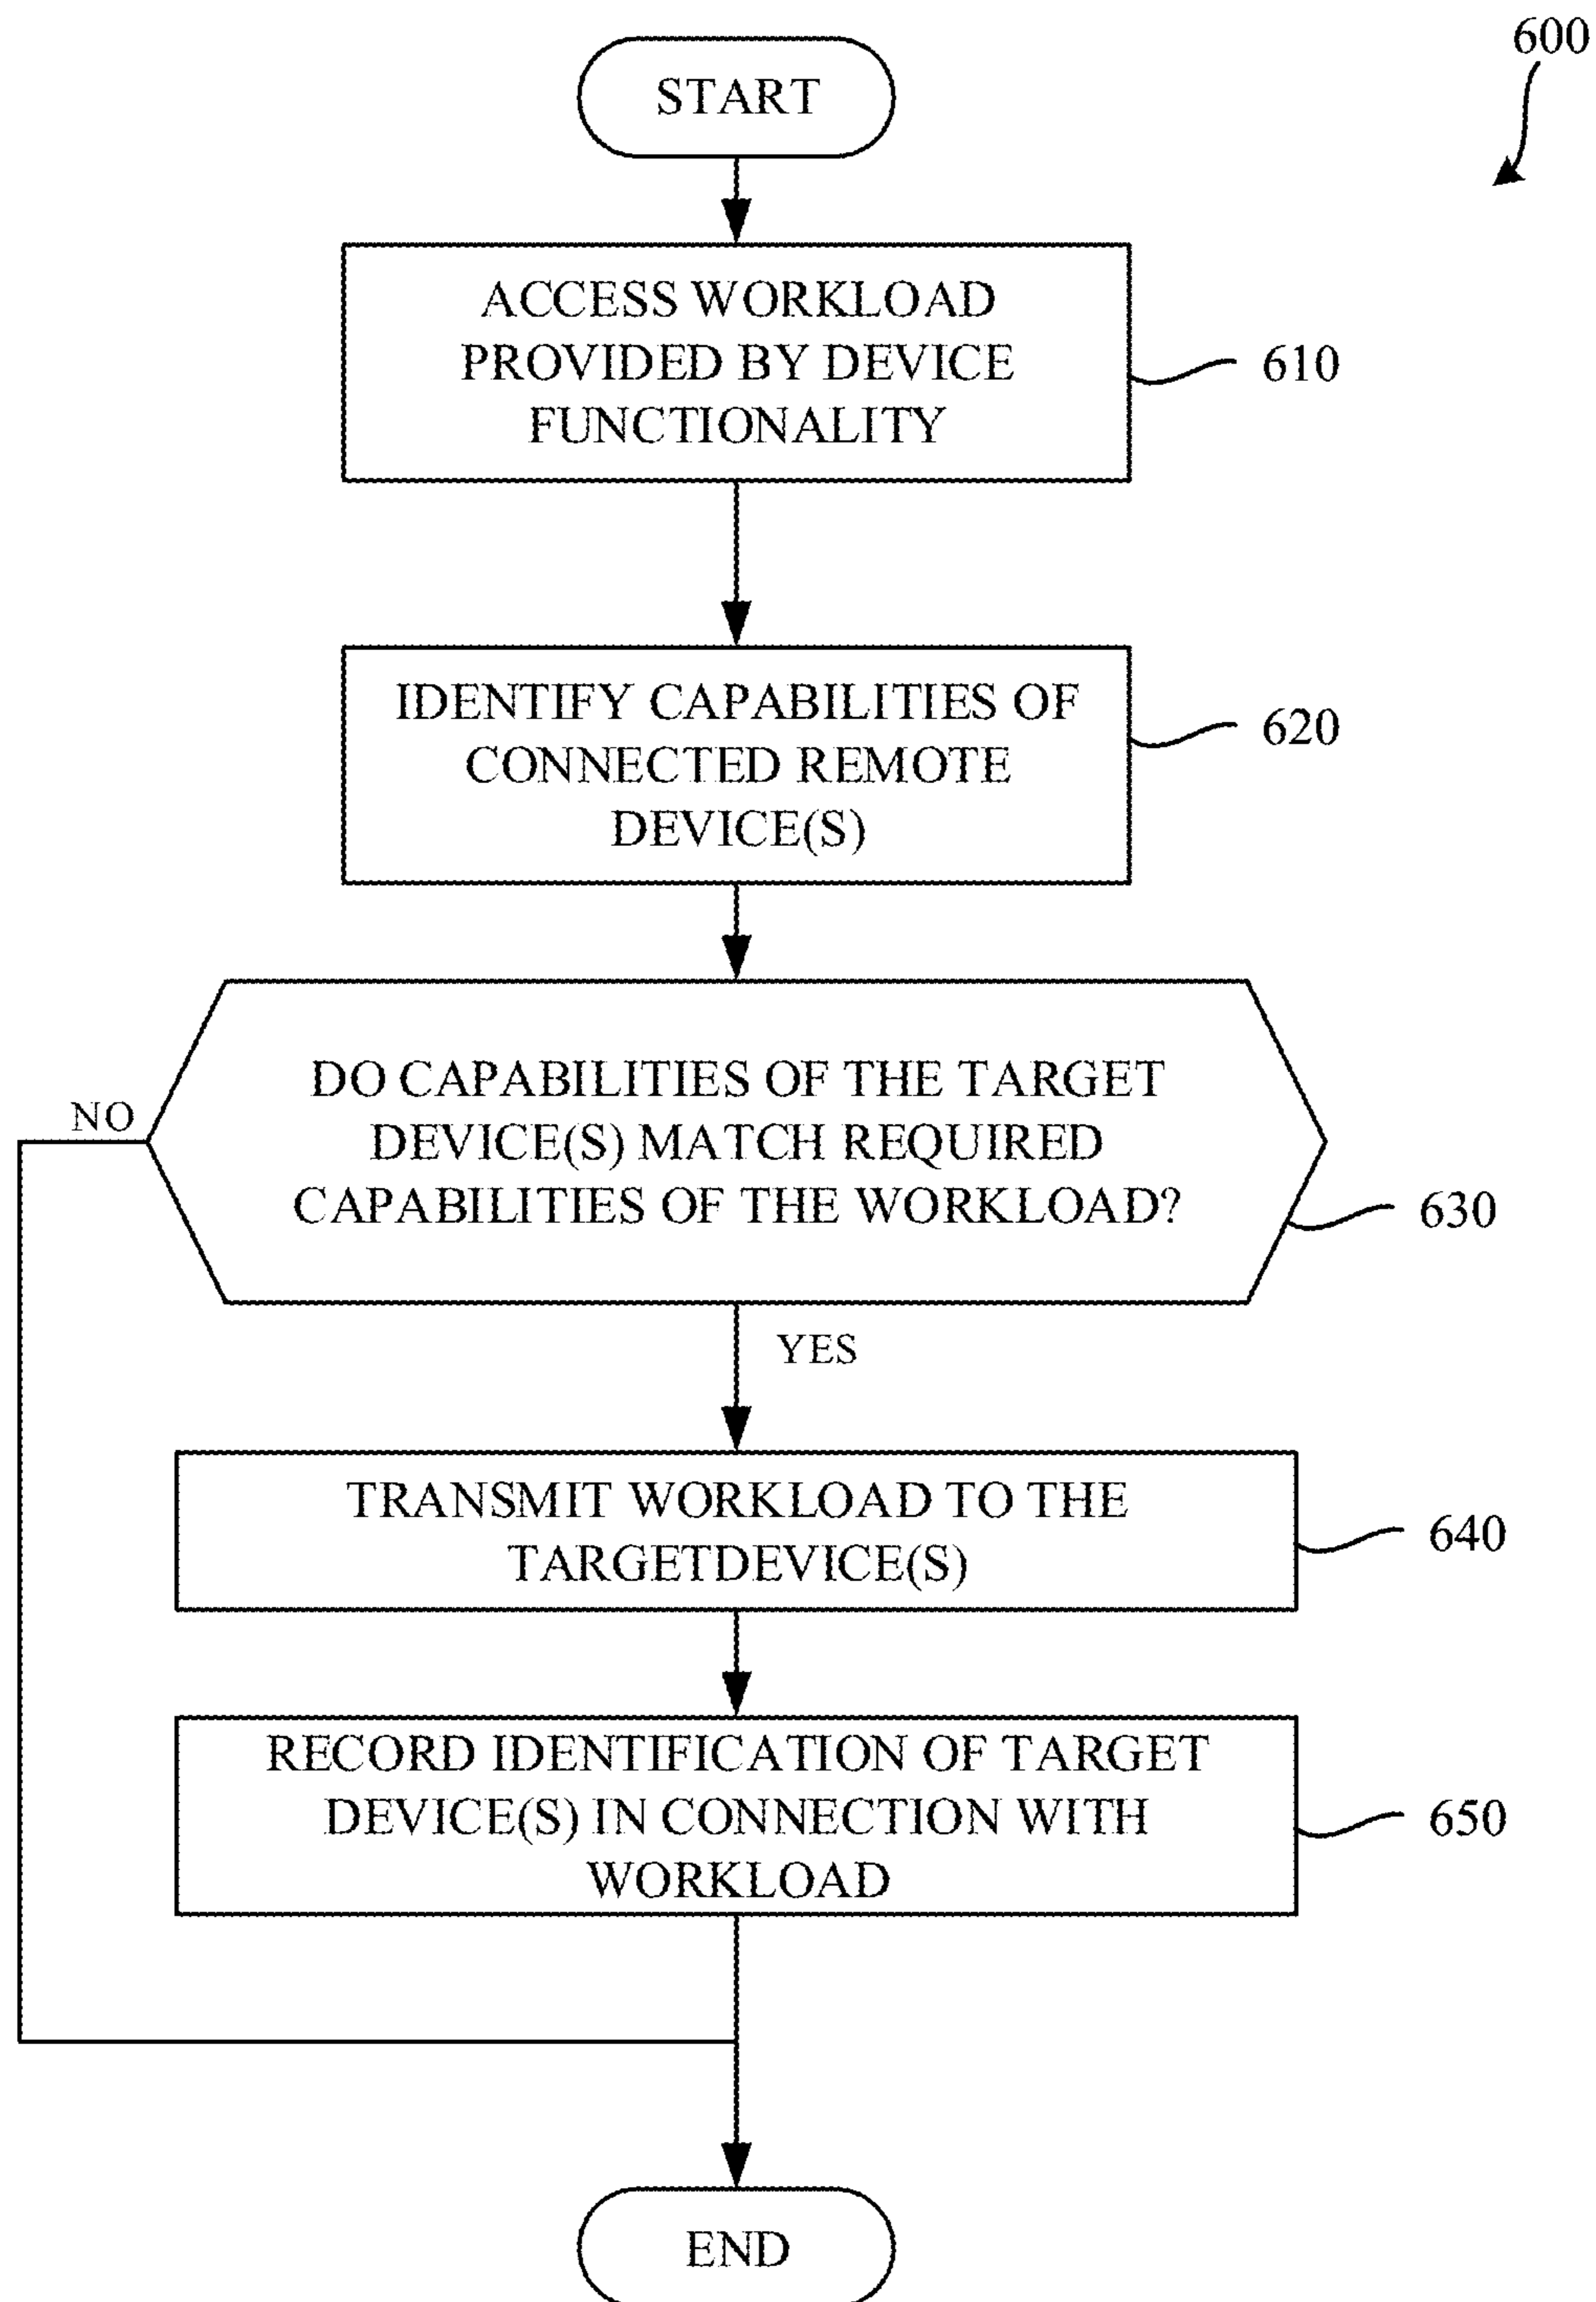 600
START
ACCESS WORKLOAD
PROVIDED BY DEVICE
FUNCTIONALITY
610
IDENTIFY CAPABILITIES OF
CONNECTED REMOTE
DEVICE(S)
620
DO CAPABILITIES OF THE TARGET
DEVICE(S) MATCH REQUIRED
CAPABILITIES OF THE WORKLOAD?
NO
630
YES
TRANSMIT WORKLOAD TO THE
TARGETDEVICE(S)
640
RECORD IDENTIFICATION OF TARGET
DEVICE(S) IN CONNECTION WITH
WORKLOAD
650
END